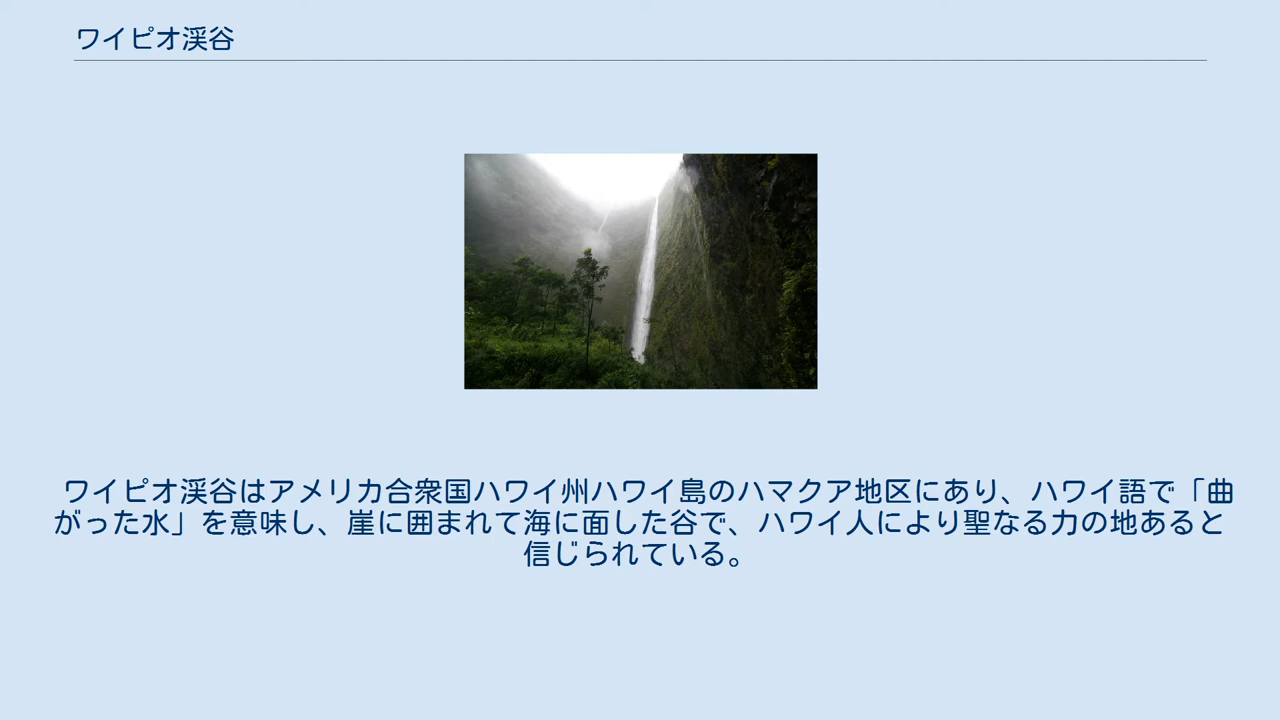 ワイピオ渓谷
ワイピオ渓谷はアメリカ合衆国ハワイ州ハワイ島のハマクア地区にあり、ハワイ語で「曲
がった水」を意味し、崖に囲まれて海に面した谷で、ハワイ人により聖なる力の地あると
信じられている。